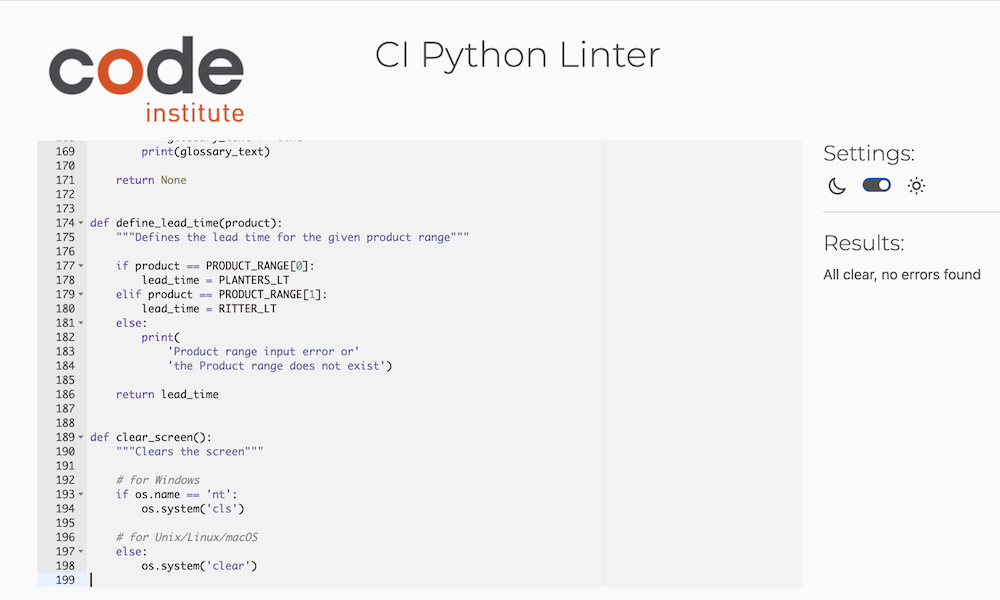 code
institute
CI Python Linter
169 print(glossary_text)
170
171 return None
172
173
174 def define_lead_time(product):
175 """Defines the lead time for the given product range"""
176
177 if product == PRODUCT_RANGE[0]:
178 lead_time = PLANTERS_LT
179 elif product == PRODUCT_RANGE[1]:
180 lead_time = RITTER_LT
181 else:
182 print(
183 'Product range input error or'
184 'the Product range does not exist')
185
186 return lead_time
187
188
189 def clear_screen():
190 """Clears the screen"""
191
192 # for Windows
193 if os.name == 'nt':
194 os.system('cls')
195
196 # for Unix/Linux/macOS
197 else:
198 os.system('clear')
199
Settings:
Results:
All clear, no errors found